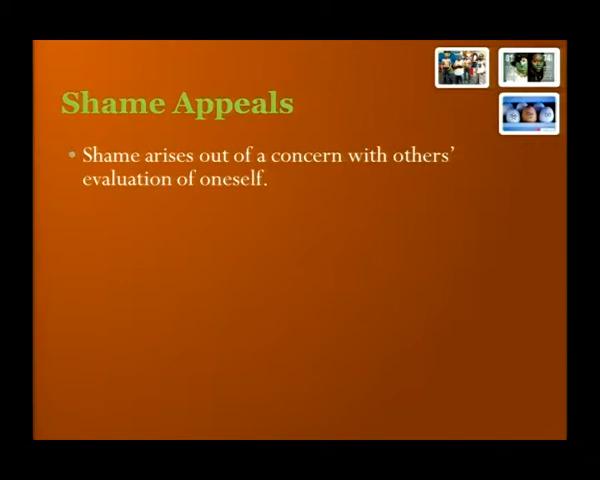 Shame Appeals
• Shame arises out of a concern with others'
evaluation of oneself.